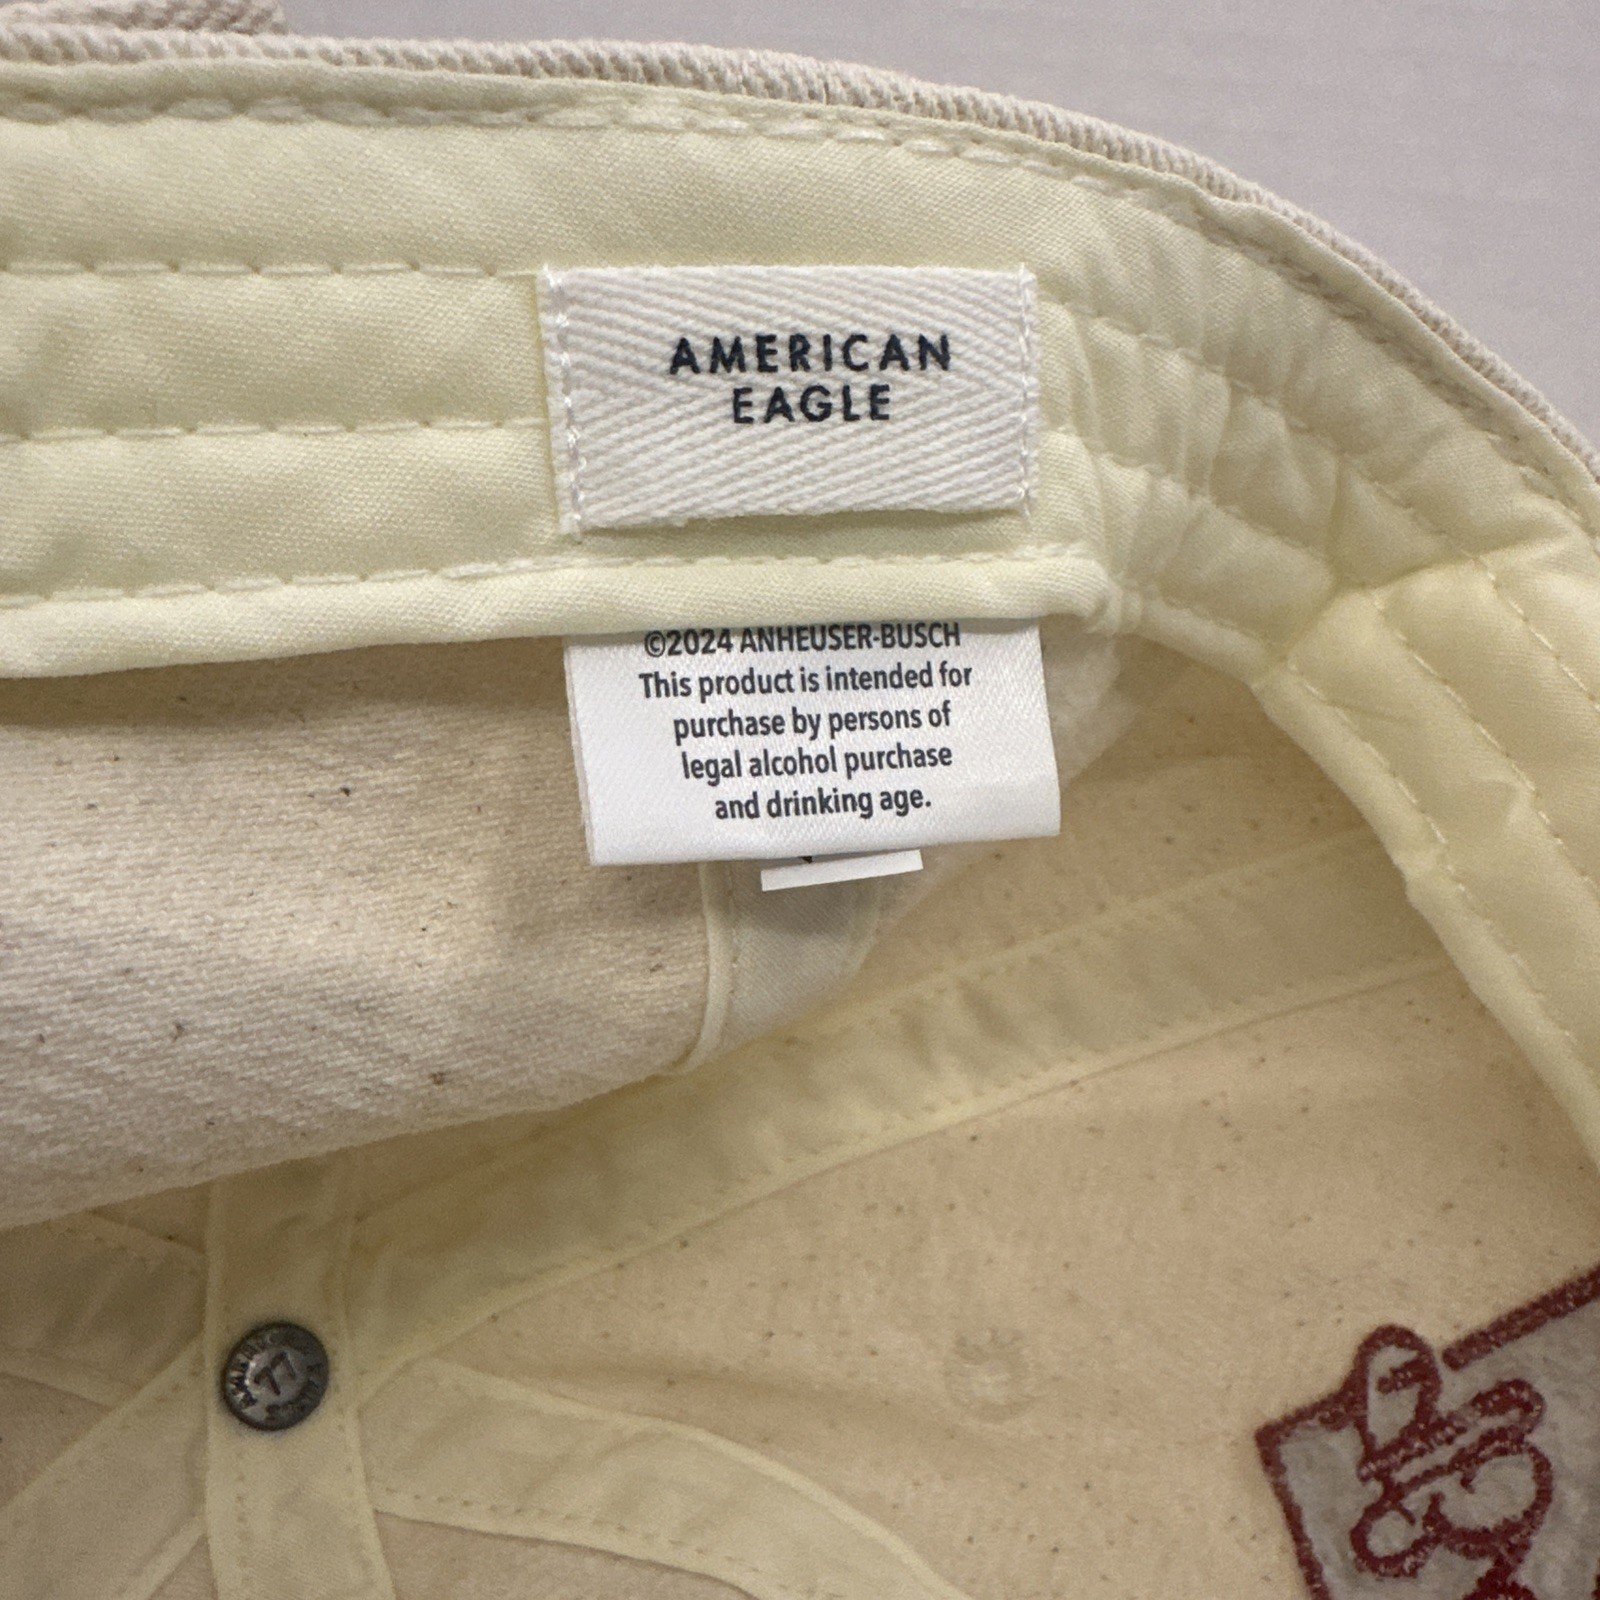 AMERICAN
EAGLE
©2024 ANHEUSER-BUSCH
This product is intended for
purchase by persons of
legal alcohol purchase
and drinking age.
77